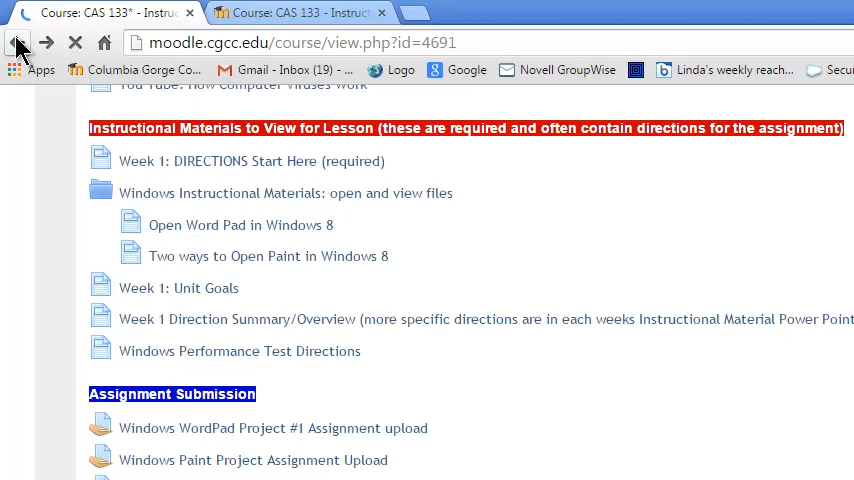 Course: CAS 133* - Instruc
Course: CAS 133 - Instruct
moodle.cgcc.edu/course/view.php?id=4691
Apps Columbia Gorge Co... Gmail - Inbox (19) - ... Logo Google Novell GroupWise Linda's weekly reach... Secu
You Tube: How Computer Viruses Work
Instructional Materials to View for Lesson (these are required and often contain directions for the assignment)
Week 1: DIRECTIONS Start Here (required)
Windows Instructional Materials: open and view files
Open Word Pad in Windows 8
Two ways to Open Paint in Windows 8
Week 1: Unit Goals
Week 1 Direction Summary/Overview (more specific directions are in each weeks Instructional Material Power Point
Windows Performance Test Directions
Assignment Submission
Windows WordPad Project #1 Assignment upload
Windows Paint Project Assignment Upload